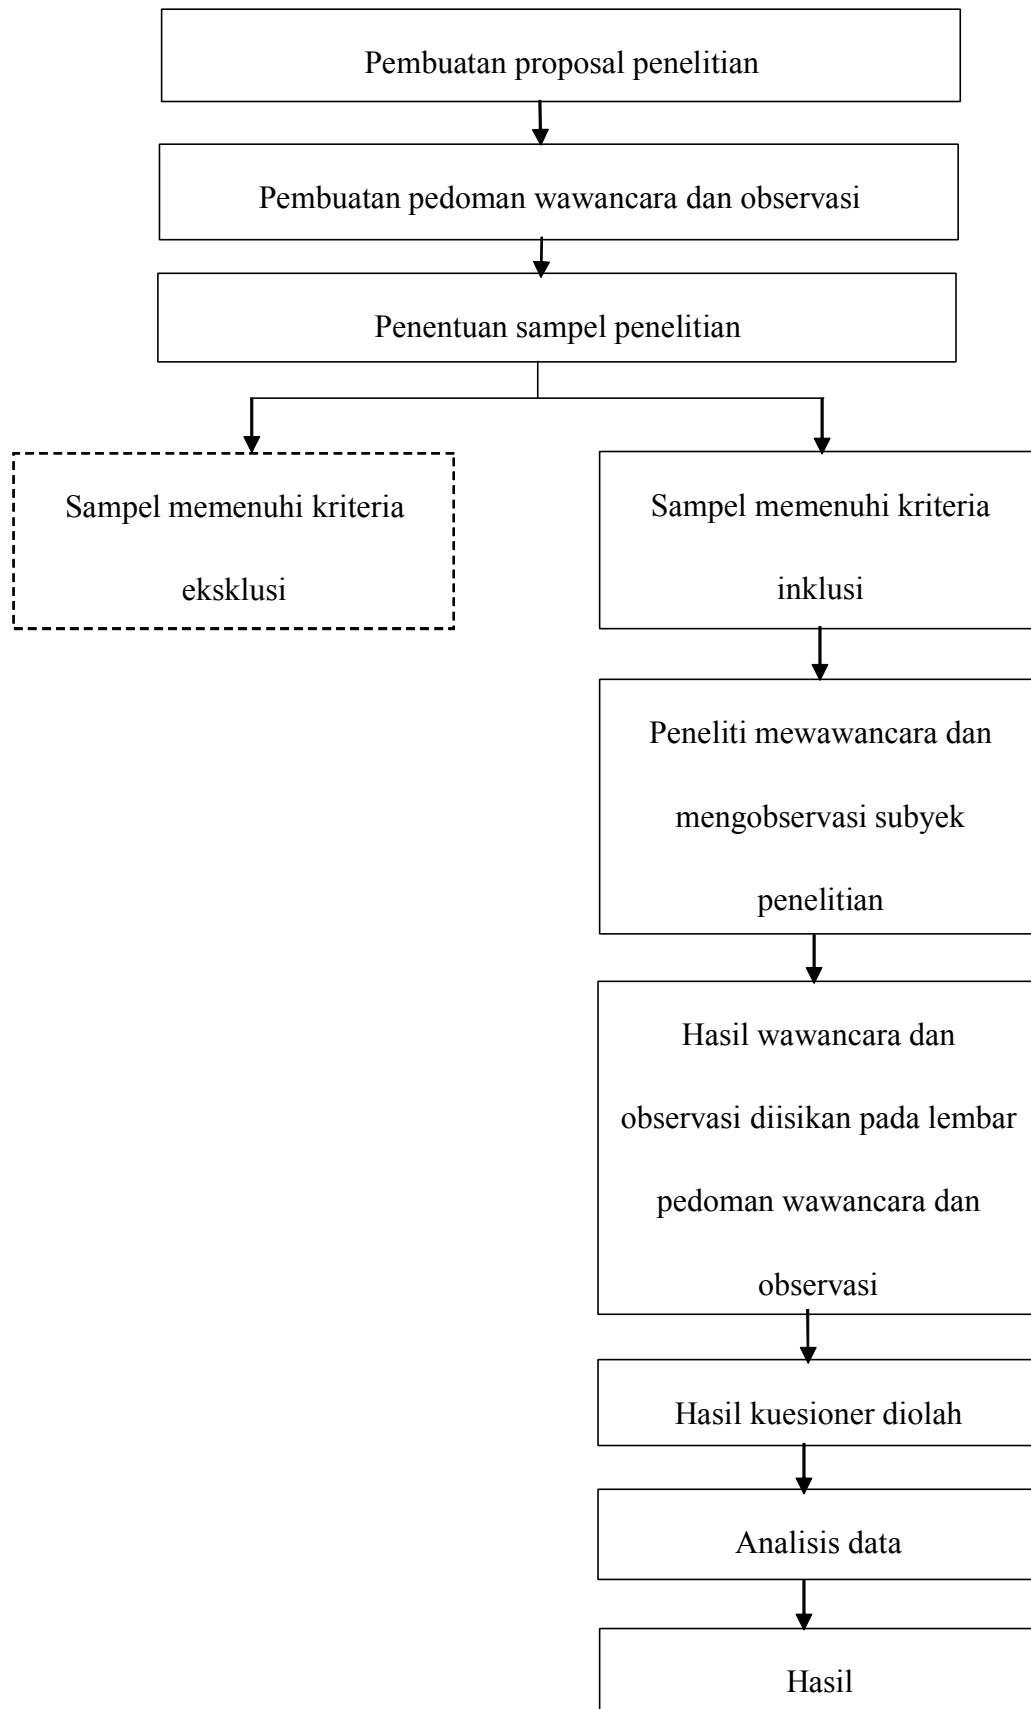 Pembuatan proposal penelitian
Pembuatan pedoman wawancara dan observasi
Penentuan sampel penelitian
Sampel memenuhi kriteria
eksklusi
Sampel memenuhi kriteria
inklusi
Peneliti mewawancara dan
mengobservasi subyek
penelitian
Hasil wawancara dan
observasi diisikan pada lembar
pedoman wawancara dan
observasi
Hasil kuesioner diolah
Analisis data
Hasil